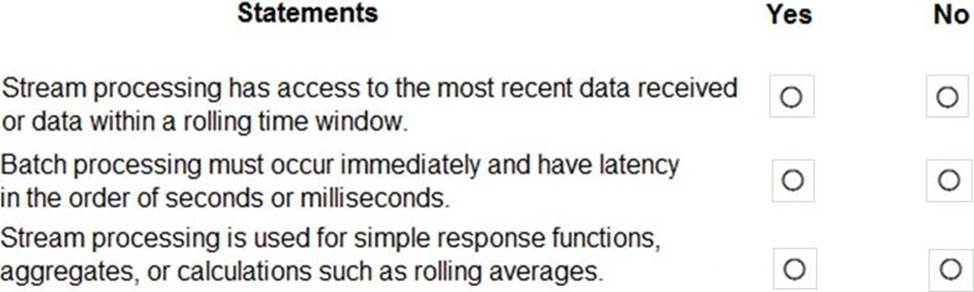 Statements Yes No
Stream processing has access to the most recent data received
or data within a rolling time window.
Batch processing must occur immediately and have latency
in the order of seconds or milliseconds.
Stream processing is used for simple response functions,
aggregates, or calculations such as rolling averages.